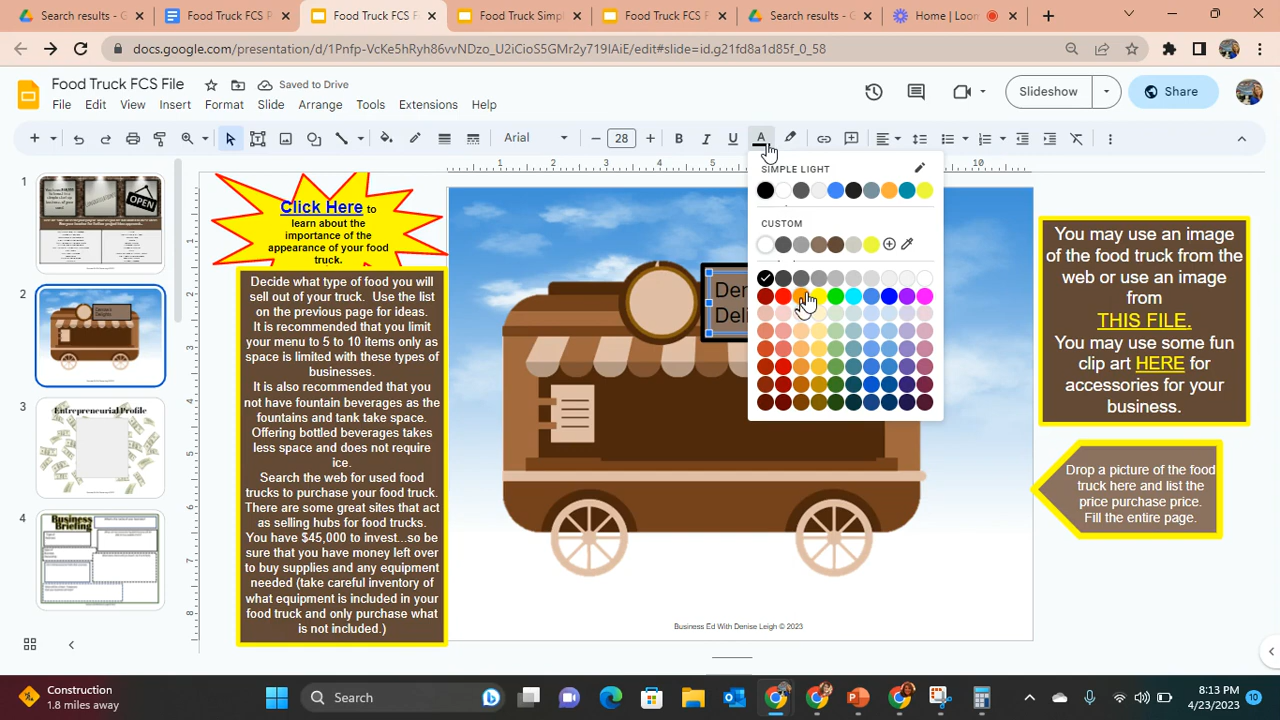 Food Truck FCS P
Food Truck FCS F
Food Truck Simp
Food Truck FCS F
Search results - G
Home | Loom
docs.google.com/presentation/d/1Pnfp-VcKe5hRyh86vvNDzo_U2iCioS5GMr2y719IAiE/edit#slide=id.g21fd8a1d85f_0_58
Food Truck FCS File
Saved to Drive
File Edit View Insert Format Slide Arrange Tools Extensions Help
Slideshow
Share
Arial
28
SIMPLE LIGHT
CUSTOM
1 2 3 4 5 10
1
OPEN
2
3
Entrepreneurial Profile
4
Business
Briefing
Click Here to
learn about the
importance of the
appearance of your food
truck.
Decide what type of food you will
sell out of your truck. Use the list
on the previous page for ideas.
It is recommended that you limit
your menu to 5 to 10 items only as
space is limited with these types of
businesses.
It is also recommended that you
not have fountain beverages as the
fountains and tank take space.
Offering bottled beverages takes
less space and does not require
ice.
Search the web for used food
trucks to purchase your food truck.
There are some great sites that act
as selling hubs for food trucks.
You have $45,000 to invest...so be
sure that you have money left over
to buy supplies and any equipment
needed (take careful inventory of
what equipment is included in your
food truck and only purchase what
is not included.)
Business Ed With Denise Leigh © 2023
You may use an image
of the food truck from the
web or use an image
from
THIS FILE.
You may use some fun
clip art HERE for
accessories for your
business.
Drop a picture of the food
truck here and list the
price purchase price.
Fill the entire page.
Construction
1.8 miles away
Search
8:13 PM
4/23/2023
10